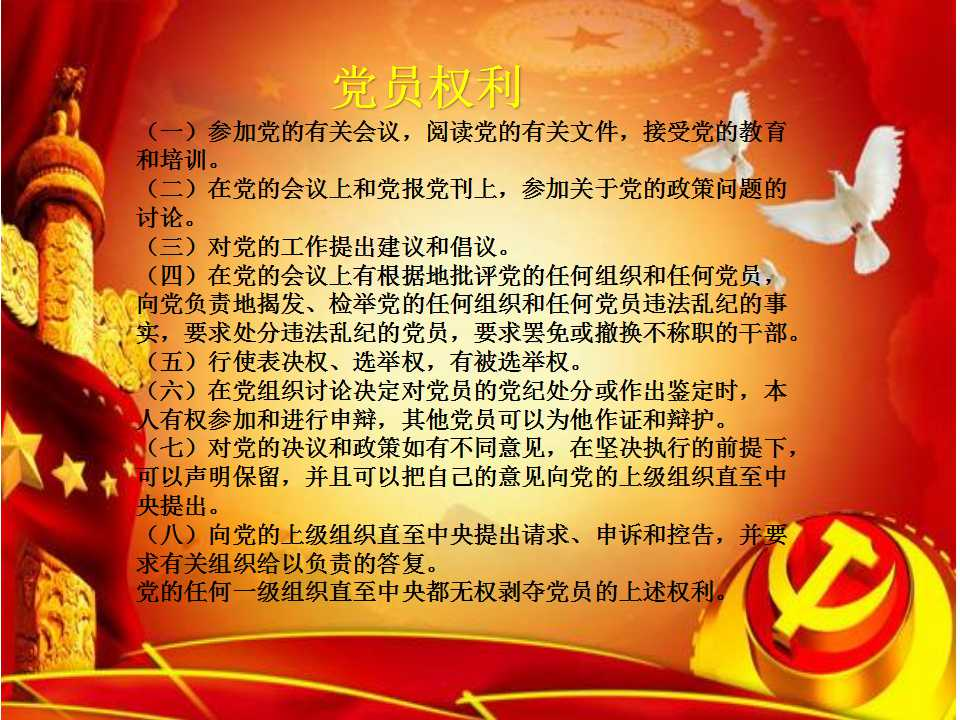 党员权利
（一）参加党的有关会议，阅读党的有关文件，接受党的教育
和培训。
（二）在党的会议上和党报党刊上，参加关于党的政策问题的
讨论。
（三）对党的工作提出建议和倡议。
（四）在党的会议上有根据地批评党的任何组织和任何党员，
向党负责地揭发、检举党的任何组织和任何党员违法乱纪的事
实，要求处分违法乱纪的党员，要求罢免或撤换不称职的干部。
（五）行使表决权、选举权，有被选举权。
（六）在党组织讨论决定对党员的党纪处分或作出鉴定时，本
人有权参加和进行申辩，其他党员可以为他作证和辩护。
（七）对党的决议和政策如有不同意见，在坚决执行的前提下，
可以声明保留，并且可以把自己的意见向党的上级组织直至中
央提出。
（八）向党的上级组织直至中央提出请求、申诉和控告，并要
求有关组织给以负责的答复。
党的任何一级组织直至中央都无权剥夺党员的上述权利。